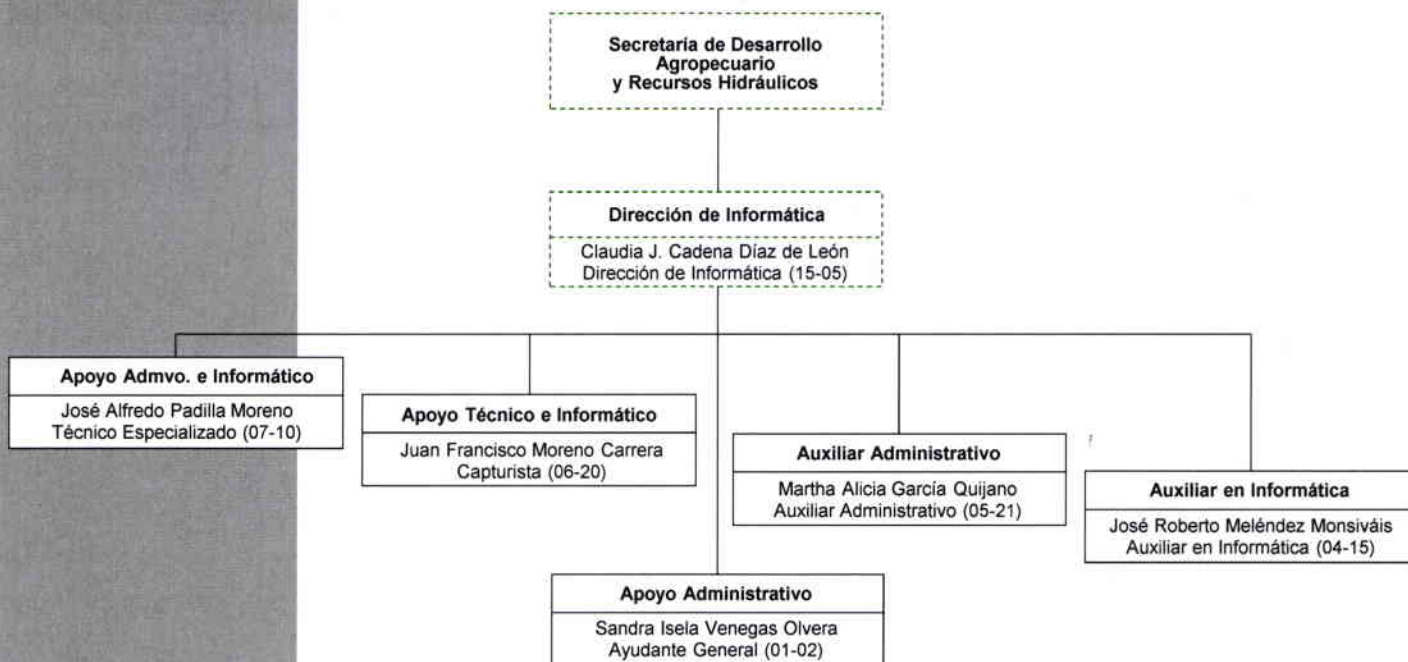 Secretaría de Desarrollo
Agropecuario
y Recursos Hidráulicos
Dirección de Informática
Claudia J. Cadena Díaz de León
Dirección de Informática (15-05)
Apoyo Admvo. e Informático
José Alfredo Padilla Moreno
Técnico Especializado (07-10)
Apoyo Técnico e Informático
Juan Francisco Moreno Carrera
Capturista (06-20)
Auxiliar Administrativo
Martha Alicia García Quijano
Auxiliar Administrativo (05-21)
Auxiliar en Informática
José Roberto Meléndez Monsiváis
Auxiliar en Informática (04-15)
Apoyo Administrativo
Sandra Isela Venegas Olvera
Ayudante General (01-02)